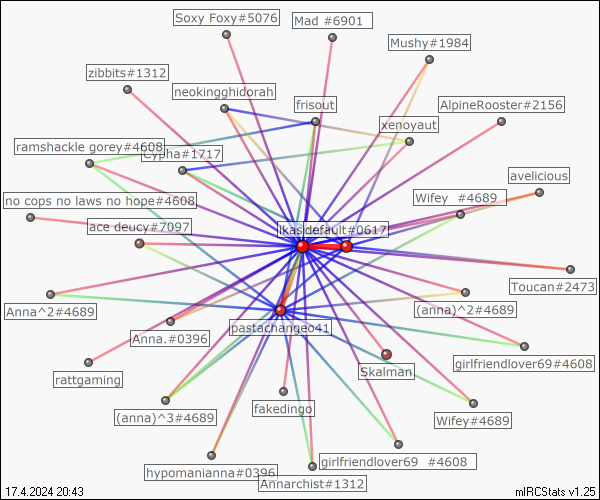 Soxy Foxy#5076
Mad #6901
Mushy#1984
zibbits#1312
neokingghidorah
frisout
AlpineRooster#2156
xenoyaut
ramshackle gorey#4608
Cypha#1717
avelicious
no cops no laws no hope#4608
Wifey #4689
ace deucy#7097
default#0617
Toucan#2473
Anna^2#4689
(anna)^2#4689
pastachangeo41
Anna.#0396
girlfriendlover69#4608
rattgaming
Skalman
(anna)^3#4689
fakedingo
Wifey#4689
hypomanianna#0396
girlfriendlover69 #4608
Annarchist#1312
17.4.2024 20:43
mIRCStats v1.25